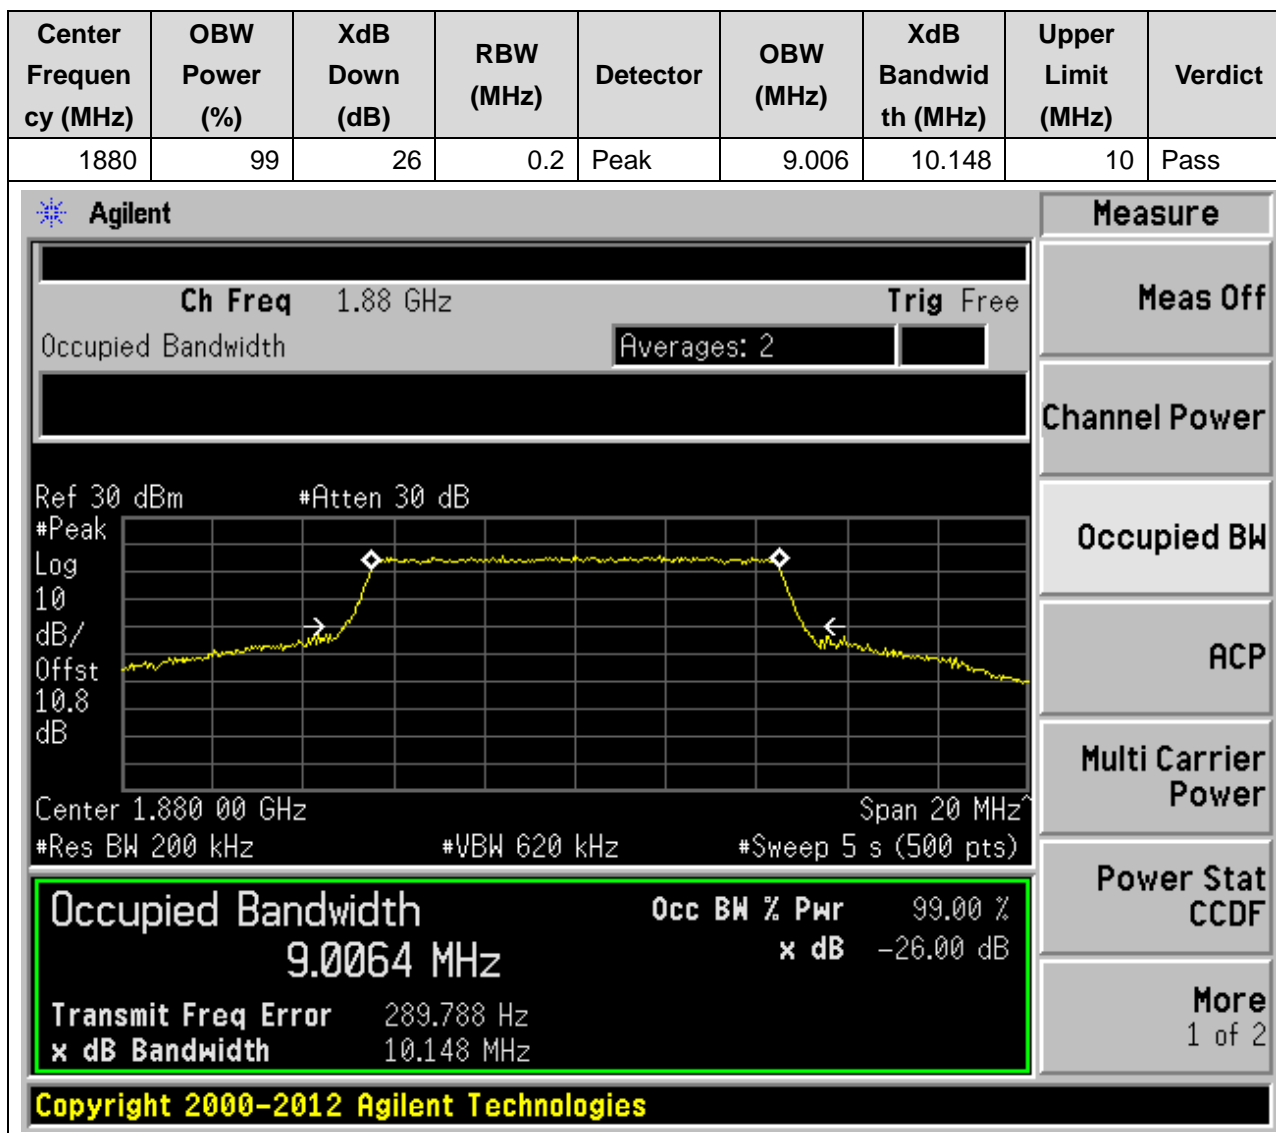 Center Frequen cy (MHz) OBW Power (%) XdB Down (dB) RBW (MHz) Detector OBW (MHz) XdB Bandwid th (MHz) Upper Limit (MHz) Verdict
1880 99 26 0.2 Peak 9.006 10.148 10 Pass
Agilent
Measure
Ch Freq 1.88 GHz Trig Free
Meas Off
Occupied Bandwidth Averages: 2
Channel Power
Ref 30 dBm #Atten 30 dB
#Peak
Log
10
dB/
Offst
10.8
dB
Occupied BW
ACP
Multi Carrier
Power
Center 1.880 00 GHz Span 20 MHz^
#Res BW 200 kHz #VBW 620 kHz #Sweep 5 s (500 pts)
Power Stat
CCDF
Occupied Bandwidth Occ BW % Pwr 99.00 %
9.0064 MHz x dB -26.00 dB
Transmit Freq Error 289.788 Hz
x dB Bandwidth 10.148 MHz
More
1 of 2
Copyright 2000-2012 Agilent Technologies